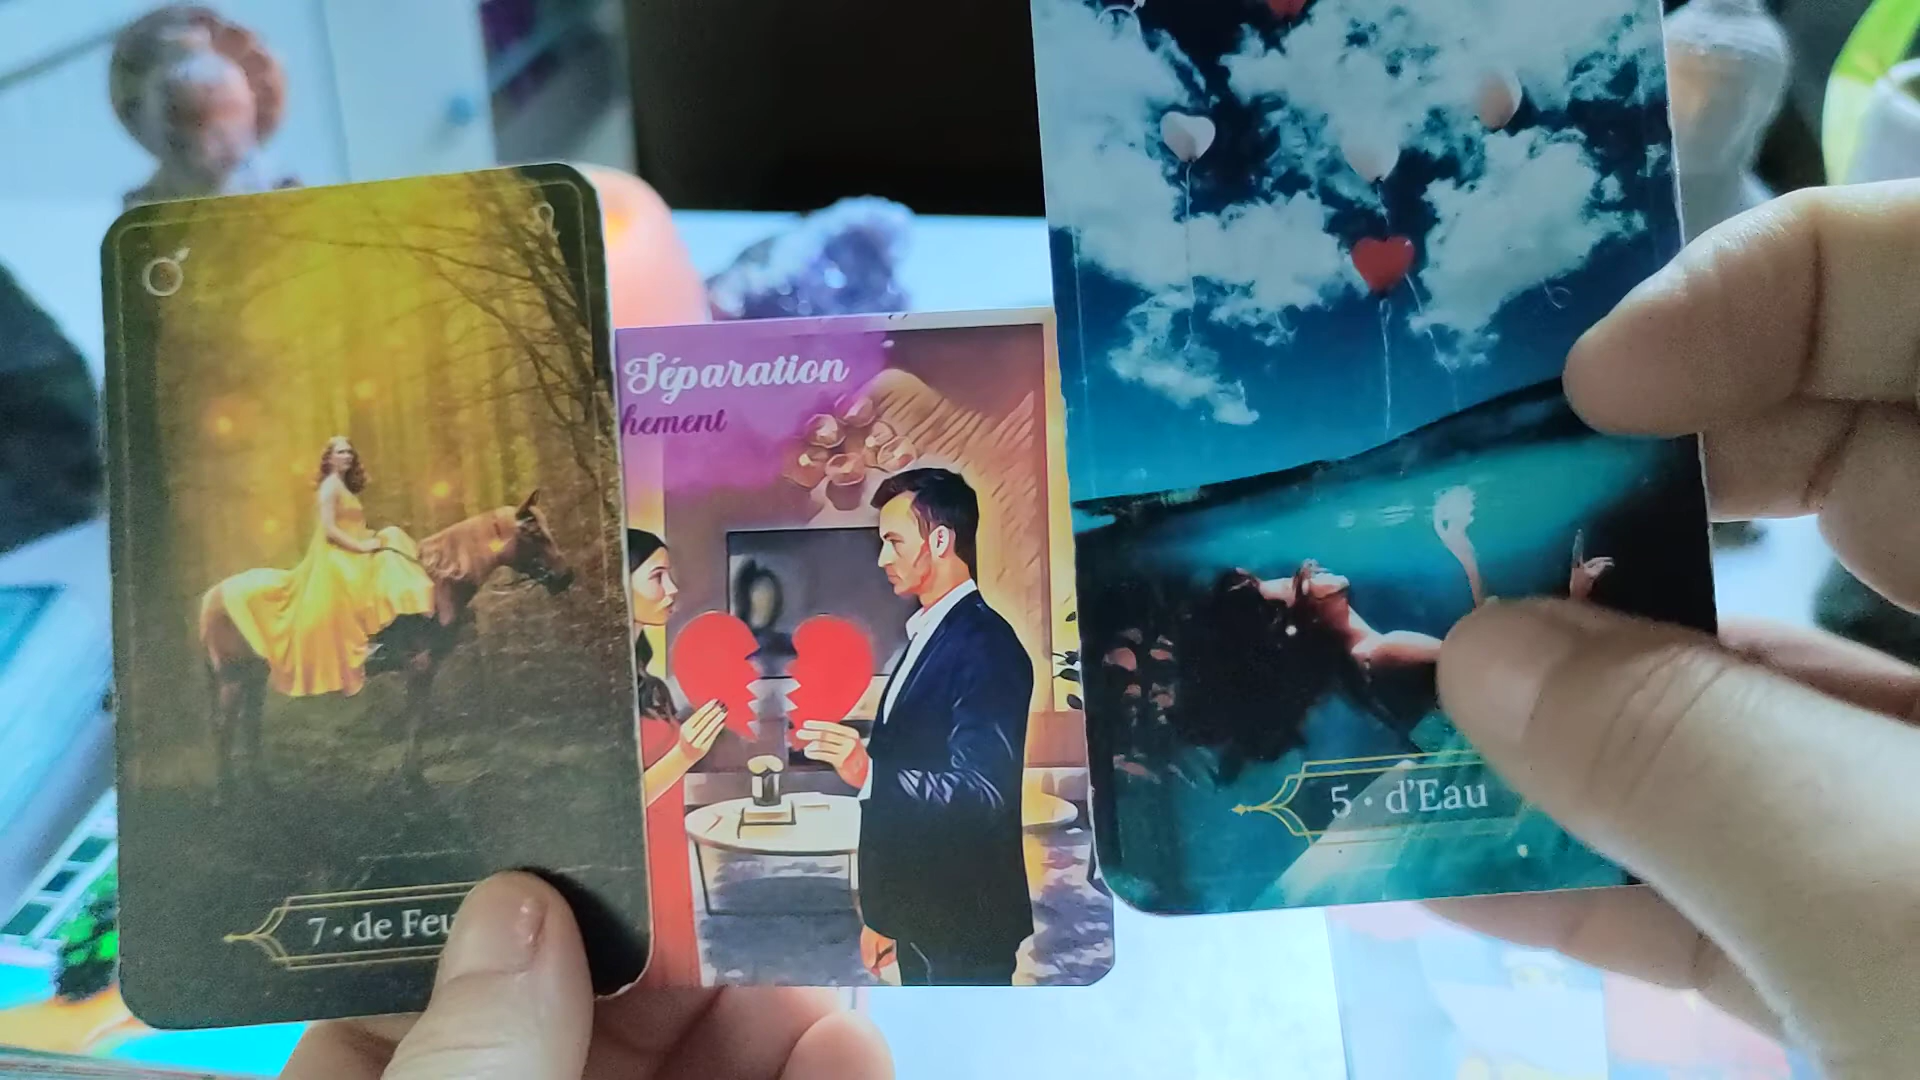 Séparation
hement
7 • de Feu
5 • d'Eau